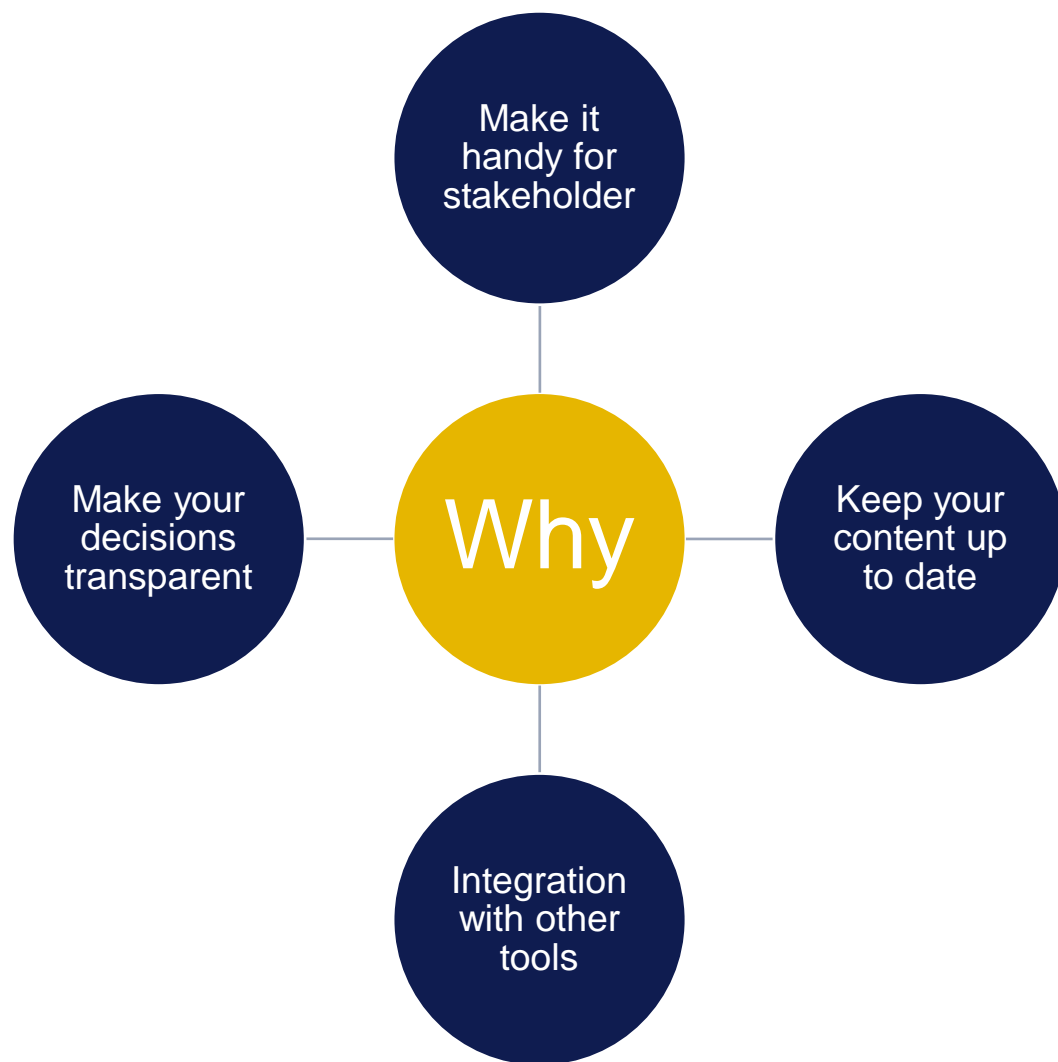 Make it
handy for
stakeholder
Make your
decisions
transparent
Why
Keep your
content up
to date
Integration
with other
tools